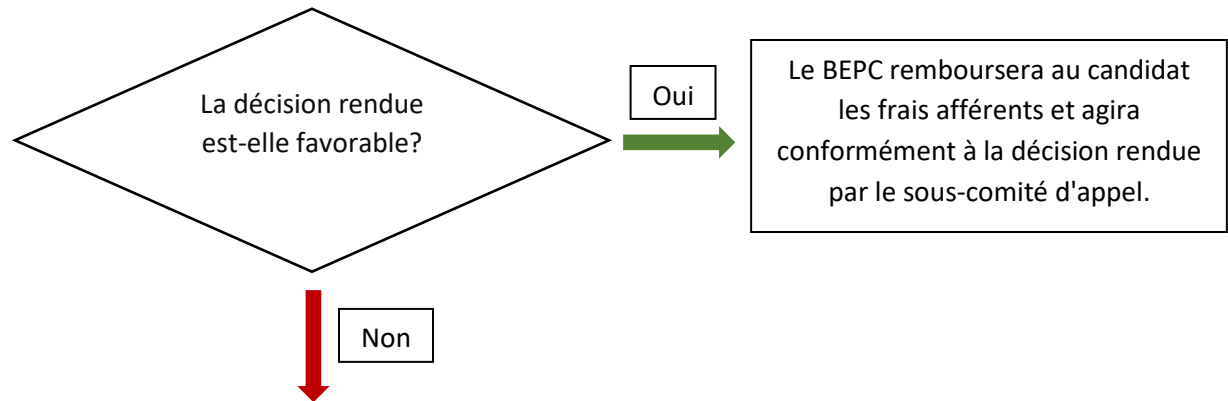 La décision rendue
est-elle favorable?
Oui
Le BEPC remboursera au candidat
les frais afférents et agira
conformément à la décision rendue
par le sous-comité d'appel.
Non